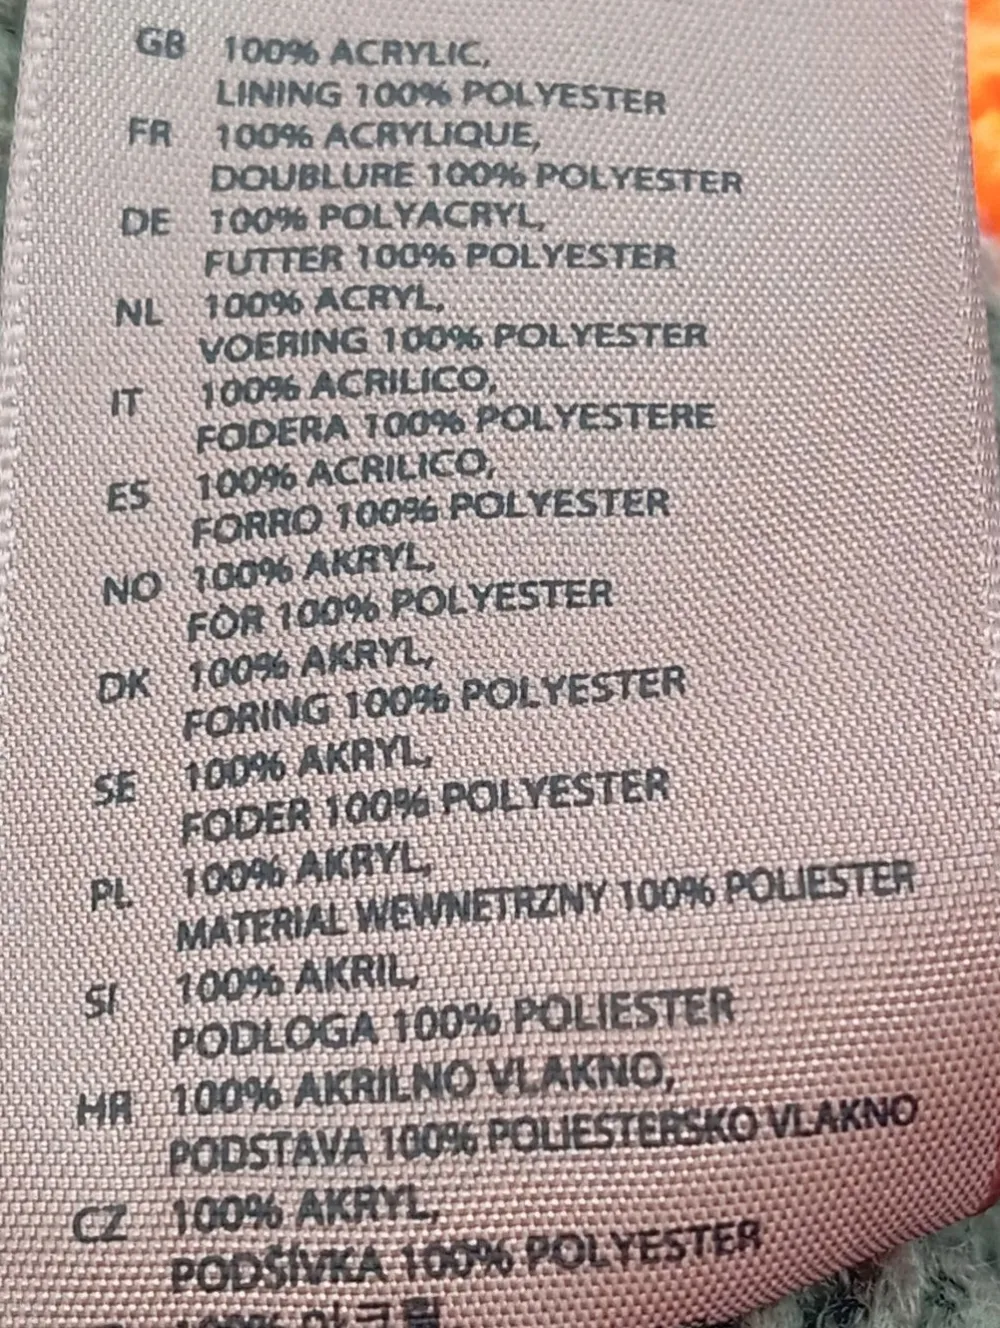 GB 100% ACRYLIC,
LINING 100% POLYESTER
FR 100% ACRYLIQUE,
DOUBLURE 100% POLYESTER
DE 100% POLYACRYL,
FUTTER 100% POLYESTER
NL 100% ACRYL,
VOERING 100% POLYESTER
IT 100% ACRILICO,
FODERA 100% POLYESTERE
ES 100% ACRILICO,
FORRO 100% POLYESTER
NO 100% AKRYL,
FÒR 100% POLYESTER
DK 100% AKRYL,
FORING 100% POLYESTER
SE 100% AKRYL,
FODER 100% POLYESTER
PL 100% AKRYL,
MATERIAL WEWNETRZNY 100% POLIESTER
SI 100% AKRIL,
PODLOGA 100% POLIESTER
HR 100% AKRILNO VLAKNO,
PODSTAVA 100% POLIESTERSKO VLAKNO
CZ 100% AKRYL,
PODŠÍVKA 100% POLYESTER
100%